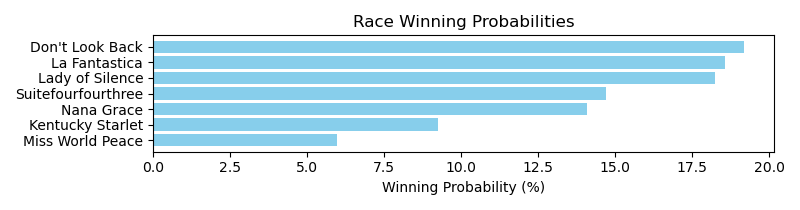 Race Winning Probabilities
Don't Look Back
La Fantastica
Lady of Silence
Suitefourfourthree
Nana Grace
Kentucky Starlet
Miss World Peace
0.0 2.5 5.0 7.5 10.0 12.5 15.0 17.5 20.0
Winning Probability (%)